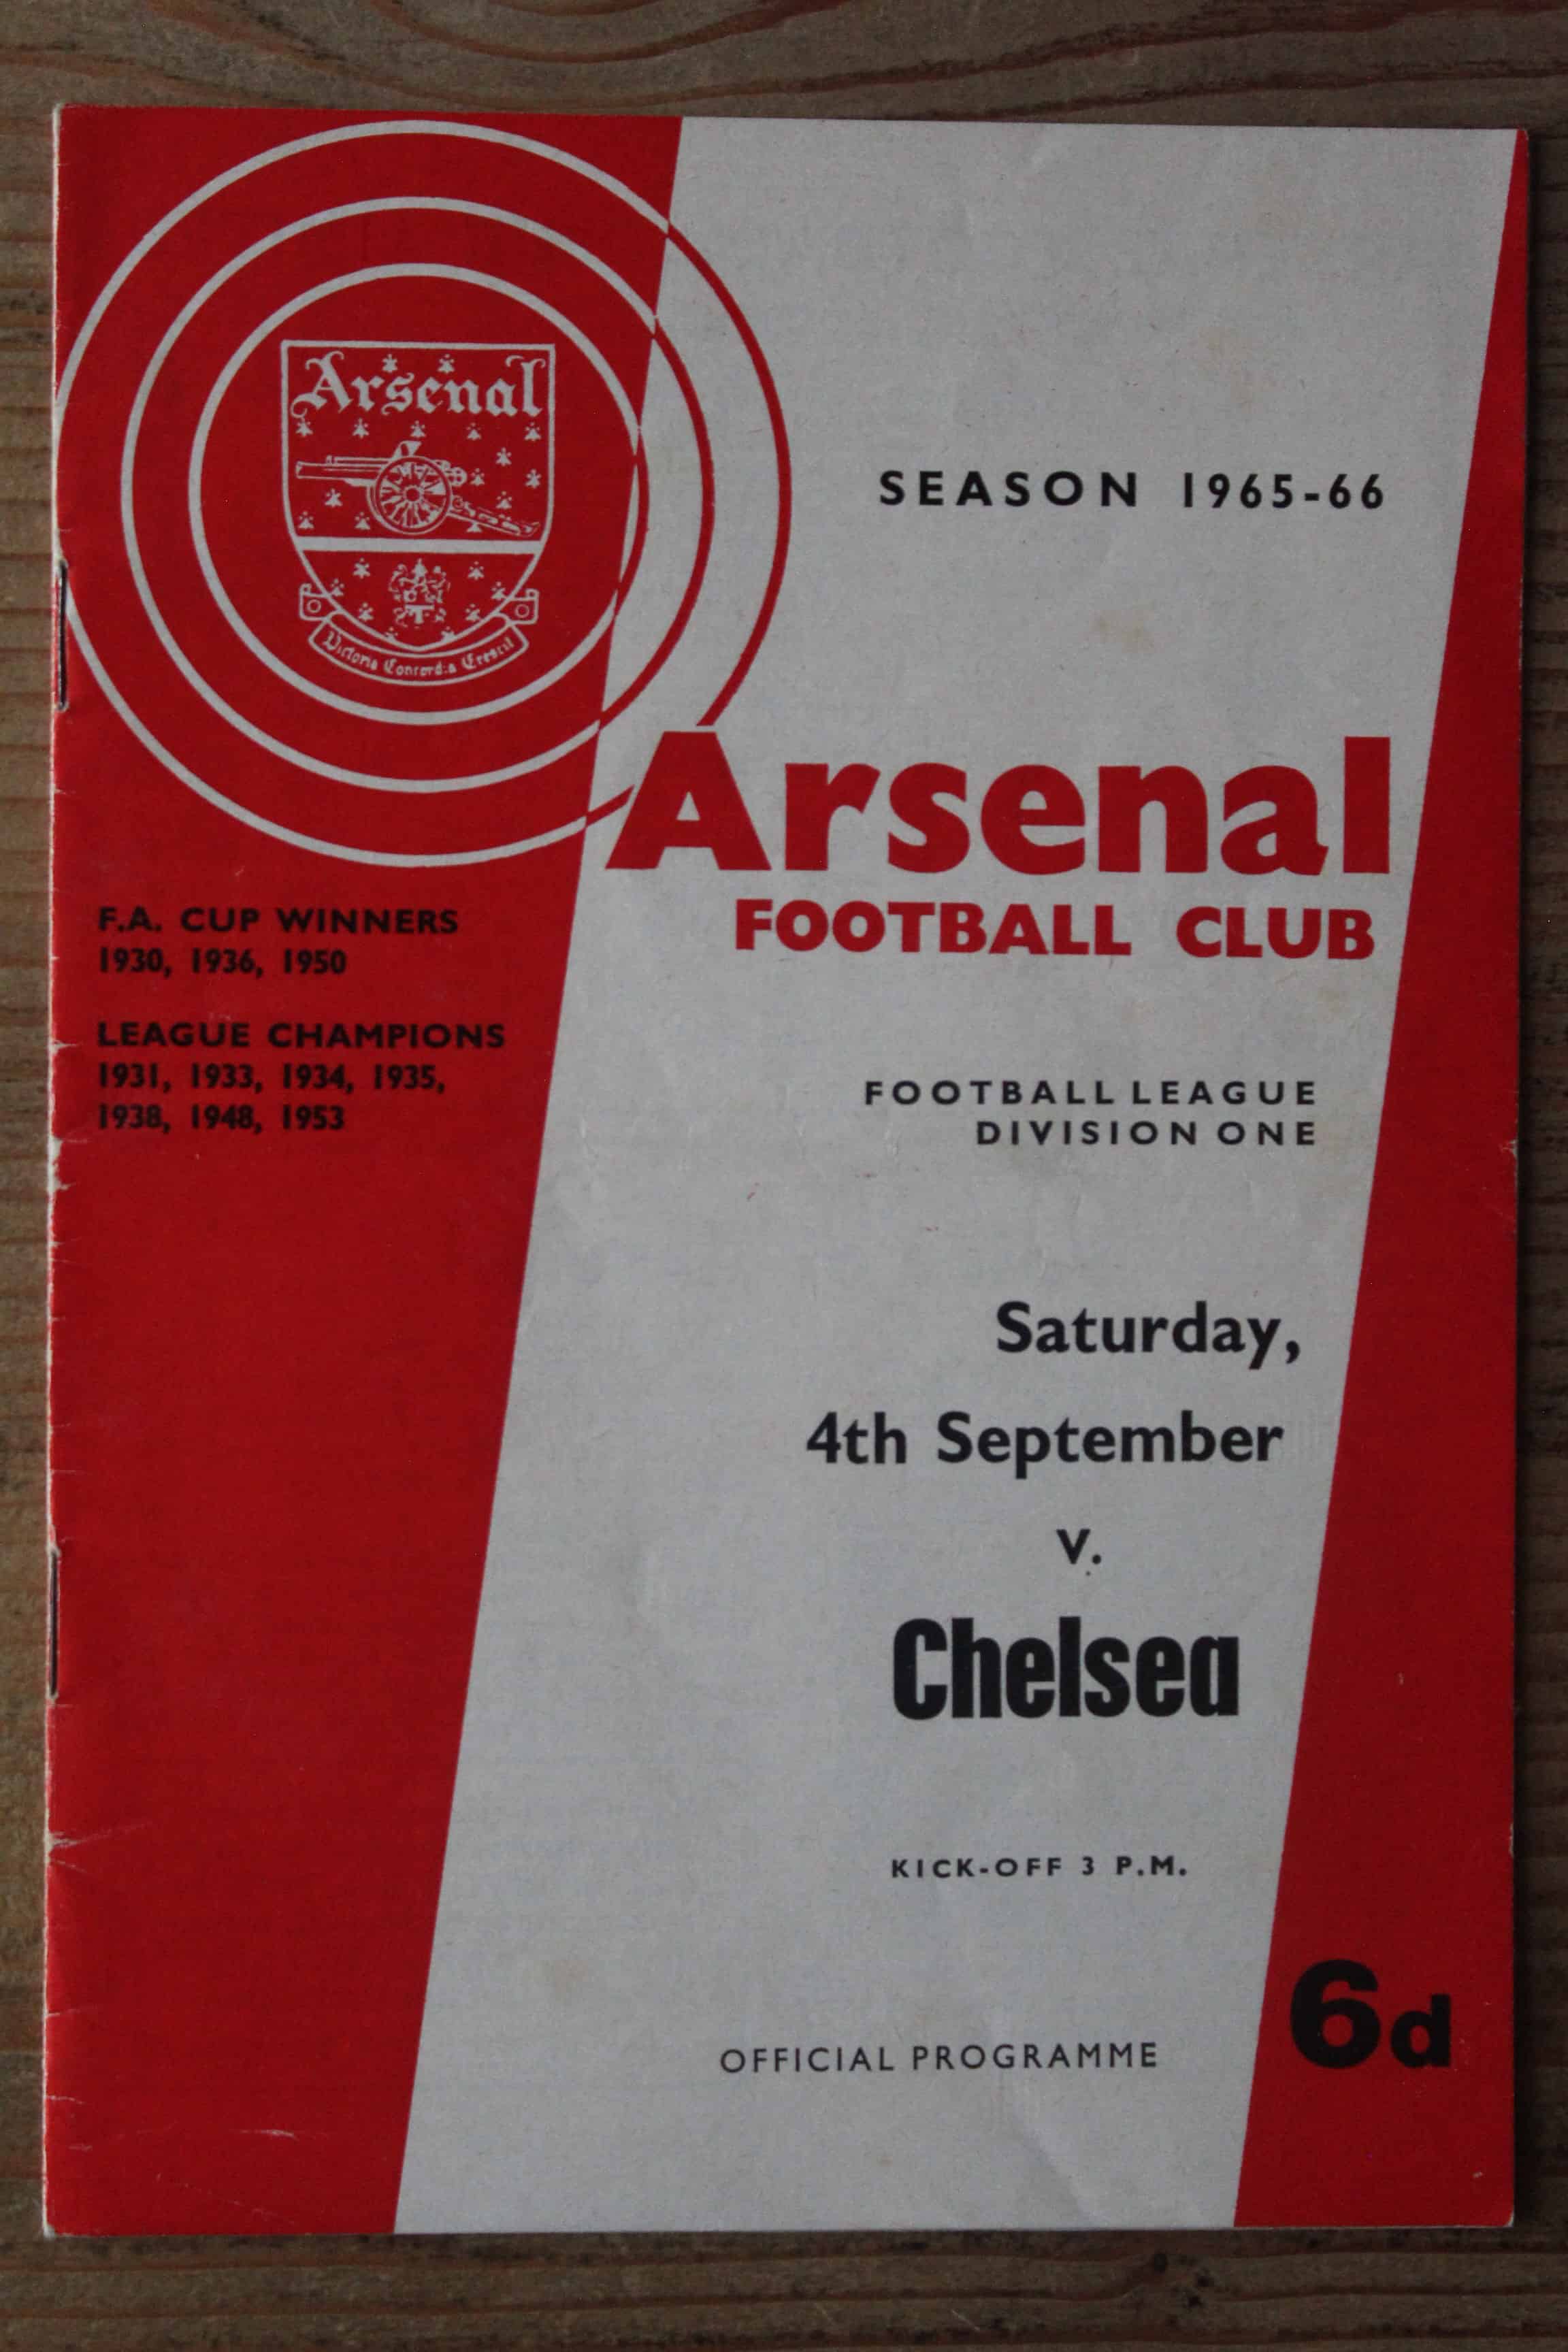 Arsenal
Victoria Concordia Crescit
SEASON 1965-66
Arsenal
FOOTBALL CLUB
F.A. CUP WINNERS
1930, 1936, 1950
LEAGUE CHAMPIONS
1931, 1933, 1934, 1935,
1938, 1948, 1953
FOOTBALL LEAGUE
DIVISION ONE
Saturday,
4th September
v.
Chelsea
KICK-OFF 3 P.M.
OFFICIAL PROGRAMME
6d